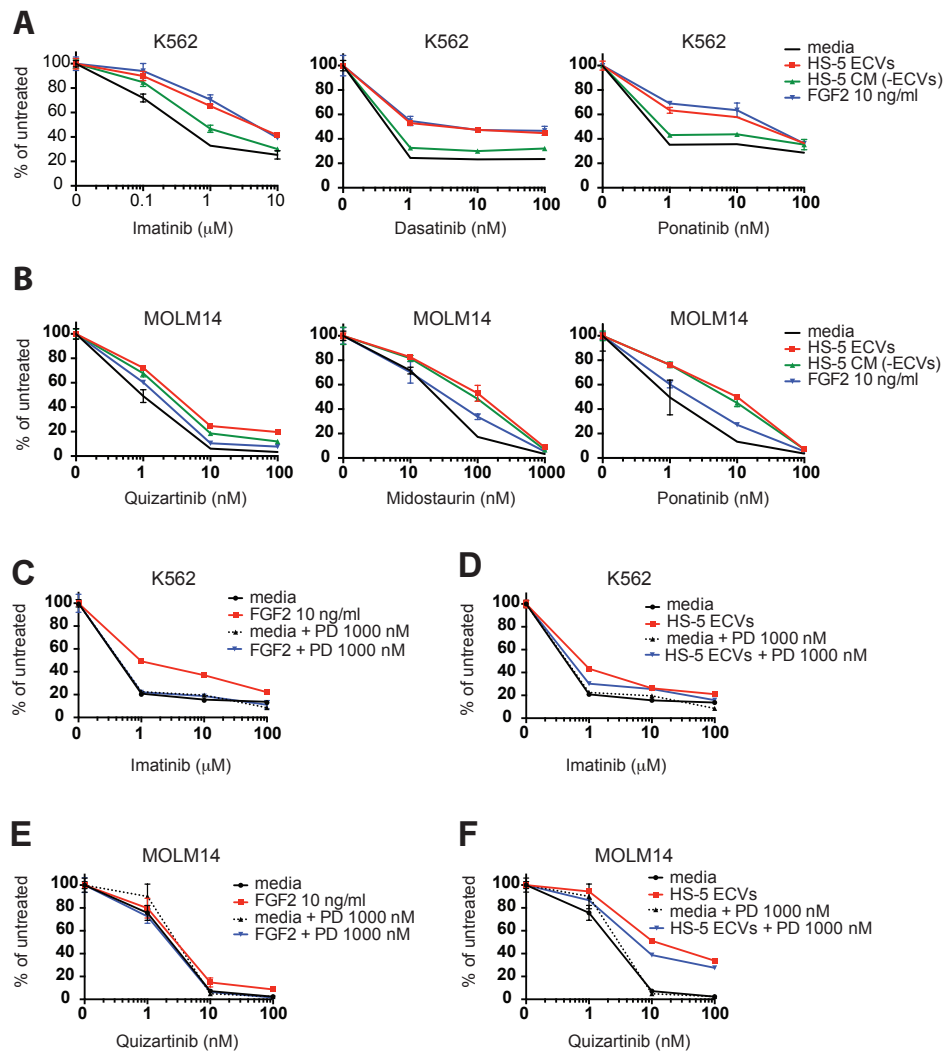 A
K562
% of untreated
100
80
60
40
20
0
0
0.1
1
10
Imatinib (μM)
K562
100
80
60
40
20
0
0
1
10
100
Dasatinib (nM)
K562
100
80
60
40
20
0
0
1
10
100
Ponatinib (nM)
media
HS-5 ECVs
HS-5 CM (-ECVs)
FGF2 10 ng/ml
B
MOLM14
% of untreated
100
80
60
40
20
0
0
1
10
100
Quizartinib (nM)
MOLM14
100
80
60
40
20
0
0
10
100
1000
Midostaurin (nM)
MOLM14
100
80
60
40
20
0
0
1
10
100
Ponatinib (nM)
media
HS-5 ECVs
HS-5 CM (-ECVs)
FGF2 10 ng/ml
C
K562
% of untreated
100
80
60
40
20
0
0
1
10
100
Imatinib (μM)
media
FGF2 10 ng/ml
media + PD 1000 nM
FGF2 + PD 1000 nM
D
K562
% of untreated
100
80
60
40
20
0
0
1
10
100
Imatinib (μM)
media
HS-5 ECVs
media + PD 1000 nM
HS-5 ECVs + PD 1000 nM
E
MOLM14
% of untreated
100
80
60
40
20
0
0
1
10
100
Quizartinib (nM)
media
FGF2 10 ng/ml
media + PD 1000 nM
FGF2 + PD 1000 nM
F
MOLM14
% of untreated
100
80
60
40
20
0
0
1
10
100
Quizartinib (nM)
media
HS-5 ECVs
media + PD 1000 nM
HS-5 ECVs + PD 1000 nM